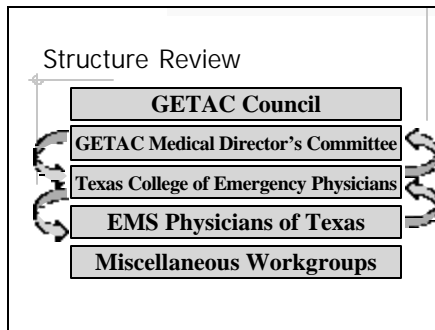 Structure Review
GETAC Council
GETAC Medical Director's Committee
Texas College of Emergency Physicians
EMS Physicians of Texas
Miscellaneous Workgroups